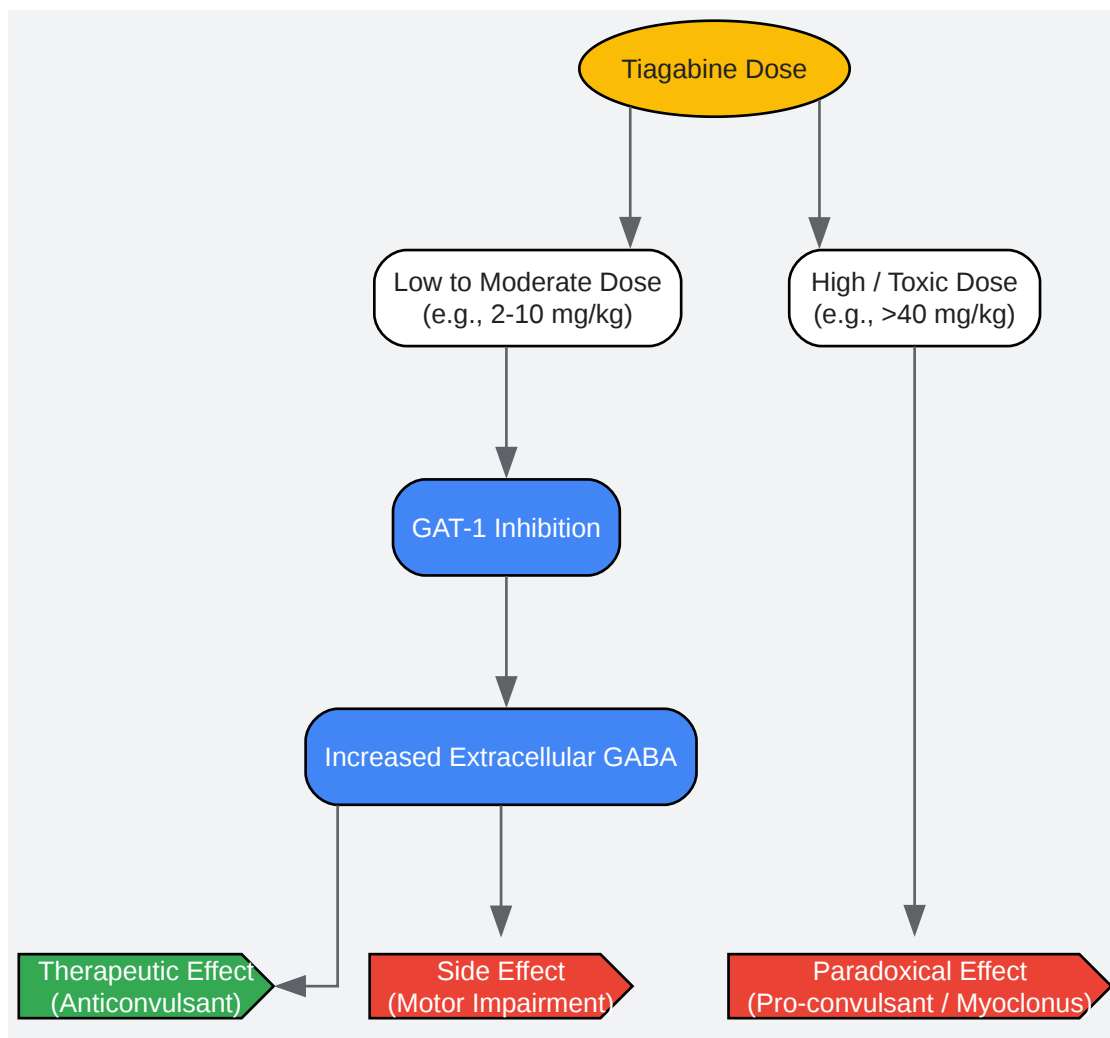 Tiagabine Dose
Low to Moderate Dose
(e.g., 2-10 mg/kg)
High / Toxic Dose
(e.g., >40 mg/kg)
GAT-1 Inhibition
Increased Extracellular GABA
Therapeutic Effect
(Anticonvulsant)
Side Effect
(Motor Impairment)
Paradoxical Effect
(Pro-convulsant / Myoclonus)